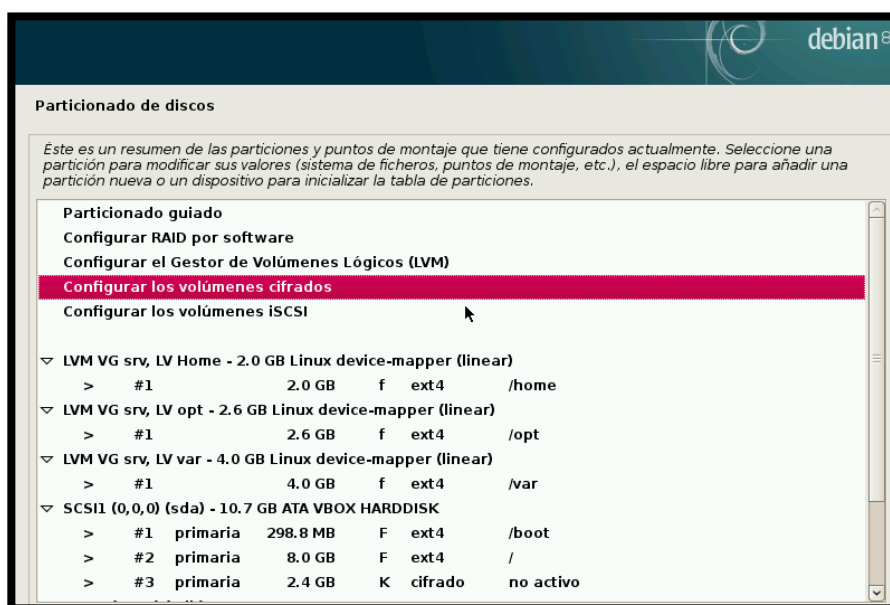 debian 8
Particionado de discos
Éste es un resumen de las particiones y puntos de montaje que tiene configurados actualmente. Seleccione una
partición para modificar sus valores (sistema de ficheros, puntos de montaje, etc.), el espacio libre para añadir una
partición nueva o un dispositivo para inicializar la tabla de particiones.
Particionado guiado
Configurar RAID por software
Configurar el Gestor de Volúmenes Lógicos (LVM)
Configurar los volúmenes cifrados
Configurar los volúmenes iSCSI
LVM VG srv, LV Home - 2.0 GB Linux device-mapper (linear)
> #1 2.0 GB f ext4 /home
LVM VG srv, LV opt - 2.6 GB Linux device-mapper (linear)
> #1 2.6 GB f ext4 /opt
LVM VG srv, LV var - 4.0 GB Linux device-mapper (linear)
> #1 4.0 GB f ext4 /var
SCSI1 (0,0,0) (sda) - 10.7 GB ATA VBOX HARDDISK
> #1 primaria 298.8 MB F ext4 /boot
> #2 primaria 8.0 GB F ext4 /
> #3 primaria 2.4 GB K cifrado no activo